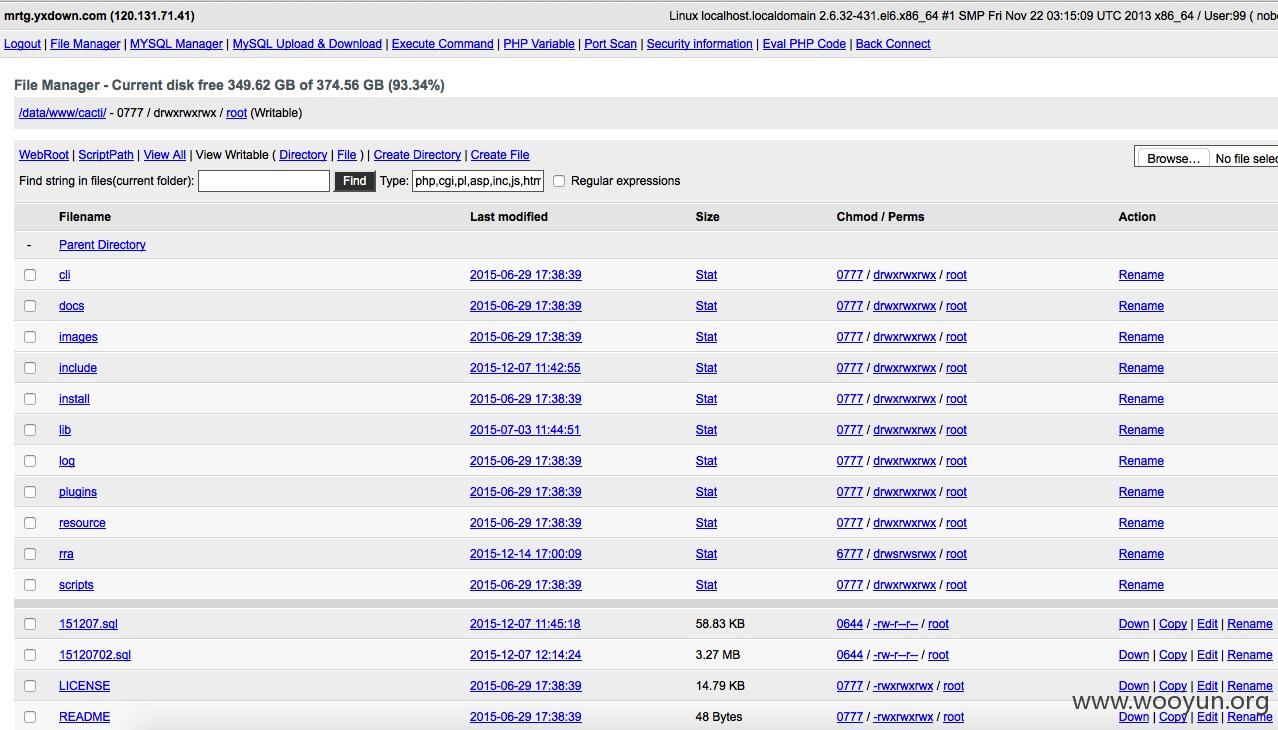 mrtg.yxdown.com (120.131.71.41) Linux localhost.localdomain 2.6.32-431.el6.x86_64 #1 SMP Fri Nov 22 03:15:09 UTC 2013 x86_64 / User:99 ( nobo
Logout | File Manager | MYSQL Manager | MySQL Upload & Download | Execute Command | PHP Variable | Port Scan | Security information | Eval PHP Code | Back Connect
File Manager - Current disk free 349.62 GB of 374.56 GB (93.34%)
/data/www/cacti/ - 0777 / drwxrwxrwx / root (Writable)
WebRoot | ScriptPath | View All | View Writable ( Directory | File ) | Create Directory | Create File Browse… No file selec
Find string in files(current folder): Find Type: php,cgi,pl,asp,inc,js,htm Regular expressions
Filename Last modified Size Chmod / Perms Action
- Parent Directory
cli 2015-06-29 17:38:39 Stat 0777 / drwxrwxrwx / root Rename
docs 2015-06-29 17:38:39 Stat 0777 / drwxrwxrwx / root Rename
images 2015-06-29 17:38:39 Stat 0777 / drwxrwxrwx / root Rename
include 2015-12-07 11:42:55 Stat 0777 / drwxrwxrwx / root Rename
install 2015-06-29 17:38:39 Stat 0777 / drwxrwxrwx / root Rename
lib 2015-07-03 11:44:51 Stat 0777 / drwxrwxrwx / root Rename
log 2015-06-29 17:38:39 Stat 0777 / drwxrwxrwx / root Rename
plugins 2015-06-29 17:38:39 Stat 0777 / drwxrwxrwx / root Rename
resource 2015-06-29 17:38:39 Stat 0777 / drwxrwxrwx / root Rename
rra 2015-12-14 17:00:09 Stat 6777 / drwsrwsrwx / root Rename
scripts 2015-06-29 17:38:39 Stat 0777 / drwxrwxrwx / root Rename
151207.sql 2015-12-07 11:45:18 58.83 KB 0644 / -rw-r--r-- / root Down | Copy | Edit | Rename
15120702.sql 2015-12-07 12:14:24 3.27 MB 0644 / -rw-r--r-- / root Down | Copy | Edit | Rename
LICENSE 2015-06-29 17:38:39 14.79 KB 0777 / -rwxrwxrwx / root Down | Copy | Edit | Rename
README 2015-06-29 17:38:39 48 Bytes 0777 / -rwxrwxrwx / root Down | Copy | Edit | Rename
www.wooyun.org